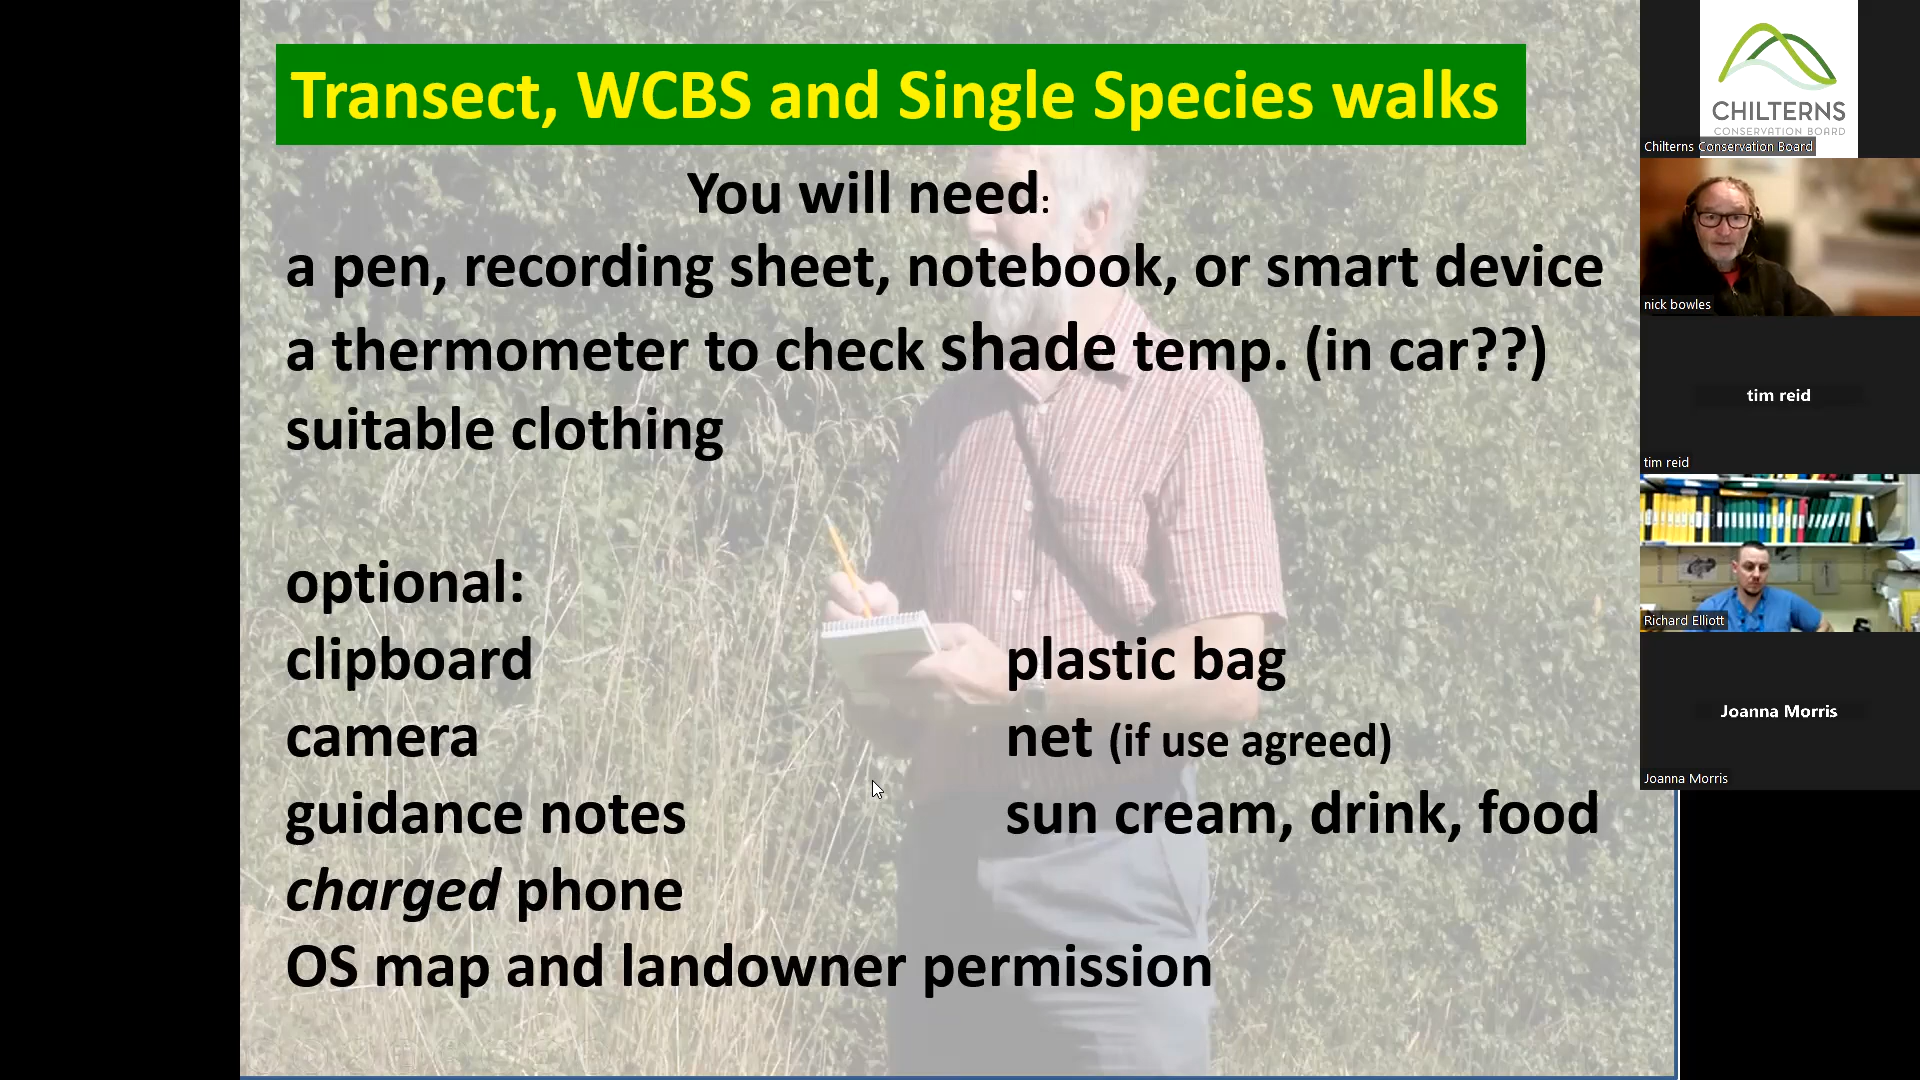 Transect, WCBS and Single Species walks
You will need:
a pen, recording sheet, notebook, or smart device
a thermometer to check shade temp. (in car??)
suitable clothing
optional:
clipboard
plastic bag
camera
net (if use agreed)
guidance notes
sun cream, drink, food
charged phone
OS map and landowner permission
CHILTERNS
CONSERVATION BOARD
Chilterns Conservation Board
nick bowles
tim reid
tim reid
Richard Elliott
Joanna Morris
Joanna Morris